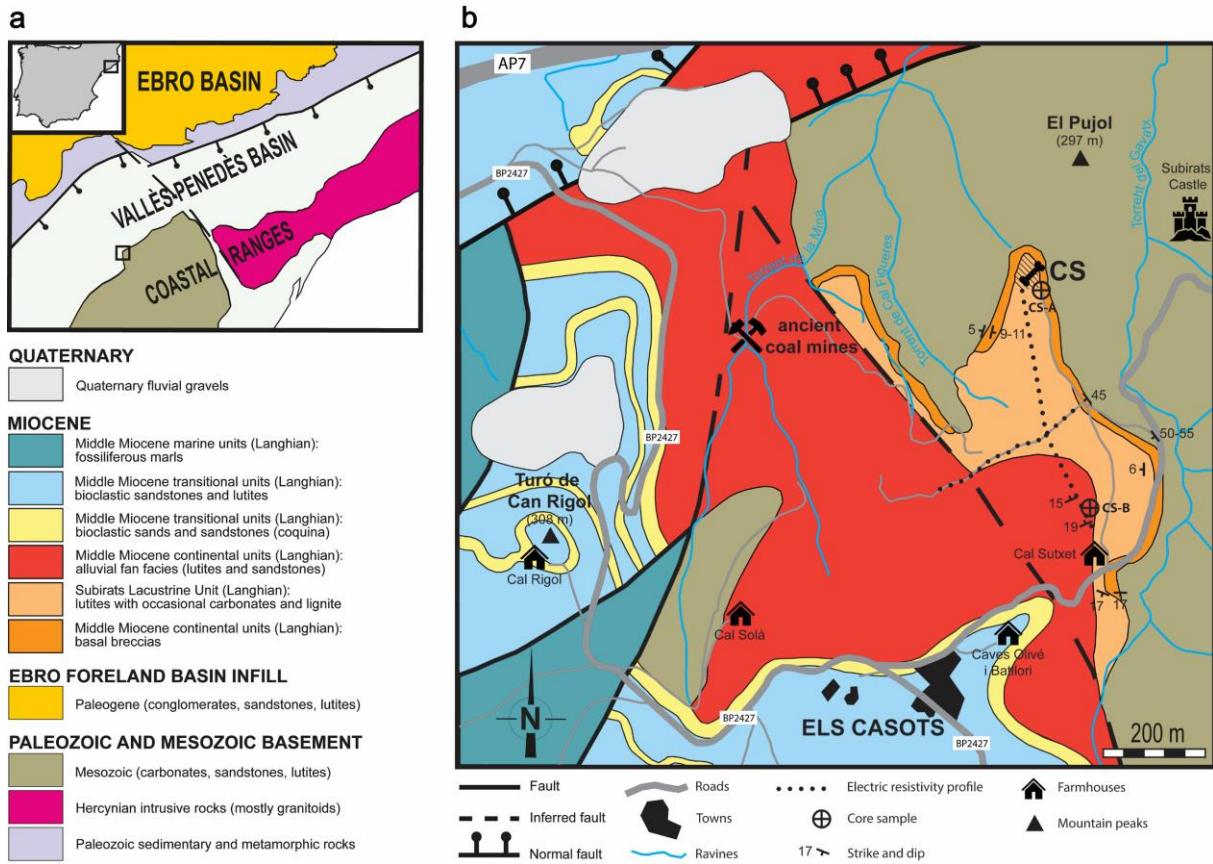 a
EBRO BASIN
VALLÈS-PENEDÈS BASIN
COASTAL RANGES
QUATERNARY
Quaternary fluvial gravels
MIOCENE
Middle Miocene marine units (Langhian):
fossiliferous marls
Middle Miocene transitional units (Langhian):
bioclastic sandstones and lutites
Middle Miocene transitional units (Langhian):
bioclastic sands and sandstones (coquina)
Middle Miocene continental units (Langhian):
alluvial fan facies (lutites and sandstones)
Subirats Lacustrine Unit (Langhian):
lutites with occasional carbonates and lignite
Middle Miocene continental units (Langhian):
basal breccias
EBRO FORELAND BASIN INFILL
Paleogene (conglomerates, sandstones, lutites)
PALEOZOIC AND MESOZOIC BASEMENT
Mesozoic (carbonates, sandstones, lutites)
Hercynian intrusive rocks (mostly granitoids)
Paleozoic sedimentary and metamorphic rocks
b
AP7
BP2427
El Pujol
(297 m)
Torrent del Gavatx
Subirats
Castle
Torrent de la Mina
Torrent de Cal Figueres
CS
CS-A
5
9-11
ancient
coal mines
45
50-55
BP2427
6
Turó de
Can Rigol
(308 m)
15
CS-B
19
Cal Rigol
Cal Sutxet
17
17
Cal Solà
Caves Olivé
i Batllori
BP2427
ELS CASOTS
BP2427
N
200 m
Fault
Roads
Electric resistivity profile
Farmhouses
Inferred fault
Towns
Core sample
Mountain peaks
Normal fault
Ravines
17
Strike and dip